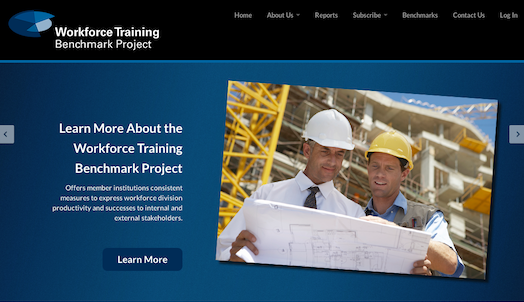 Workforce Training
Benchmark Project
Home About Us Reports Subscribe Benchmarks Contact Us Log In
Learn More About the
Workforce Training
Benchmark Project
Offers member institutions consistent
measures to express workforce division
productivity and successes to internal and
external stakeholders.
Learn More